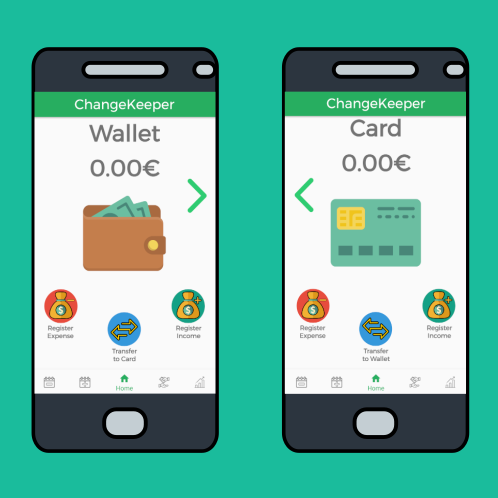 ChangeKeeper
Wallet
0.00€
Register
Expense
Transfer
to Card
Register
Income
Home
ChangeKeeper
Card
0.00€
Register
Expense
Transfer
to Wallet
Register
Income
Home